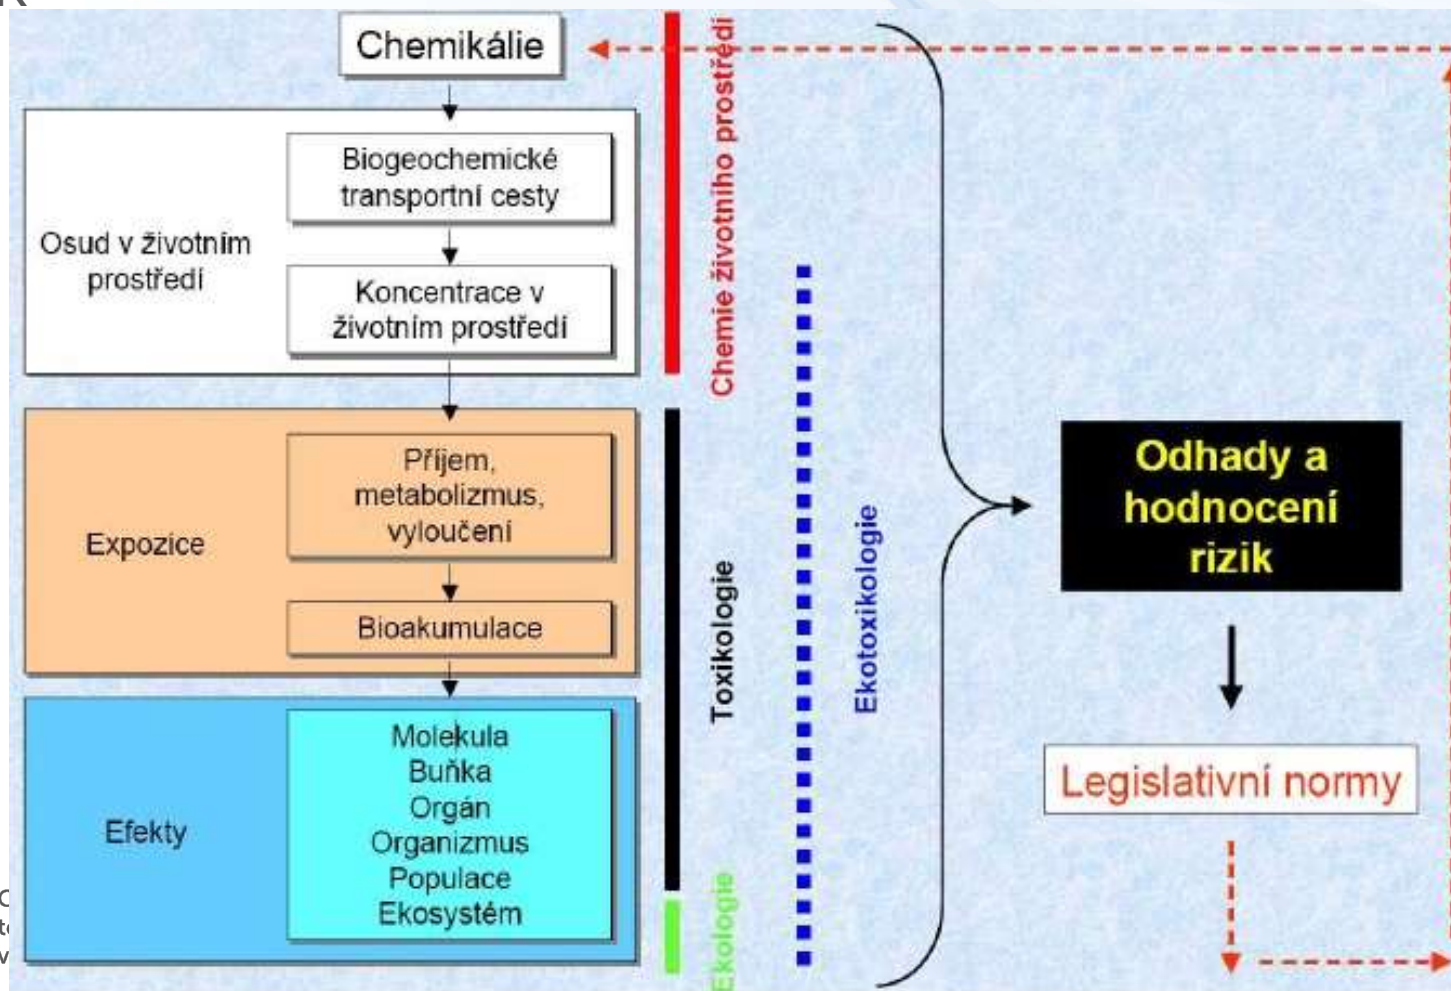 Chemikálie
Biogeochemické
transportní cesty
Osud v životním
prostředí
Koncentrace v
životním prostředí
Příjem,
metabolizmus,
vyloučení
Expozice
Bioakumulace
Molekula
Buňka
Orgán
Organizmus
Populace
Ekosystém
Efekty
Chemie životního prostředí
Toxikologie
Ekologie
Ekotoxikologie
Odhady a
hodnocení
rizik
Legislativní normy